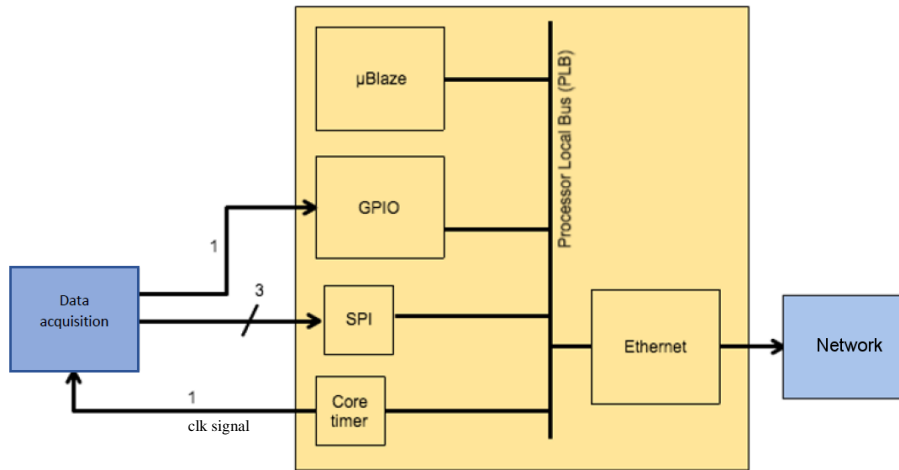 µBlaze
Processor Local Bus (PLB)
GPIO
1
Data
acquisition
3
SPI
Ethernet
Network
1
clk signal
Core
timer